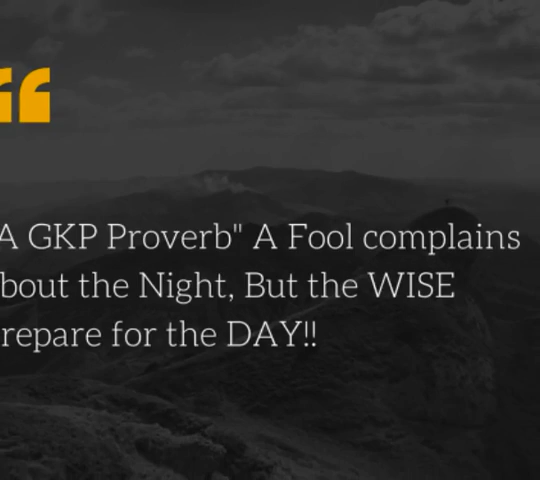 A GKP Proverb" A Fool complains
bout the Night, But the WISE
repare for the DAY!!